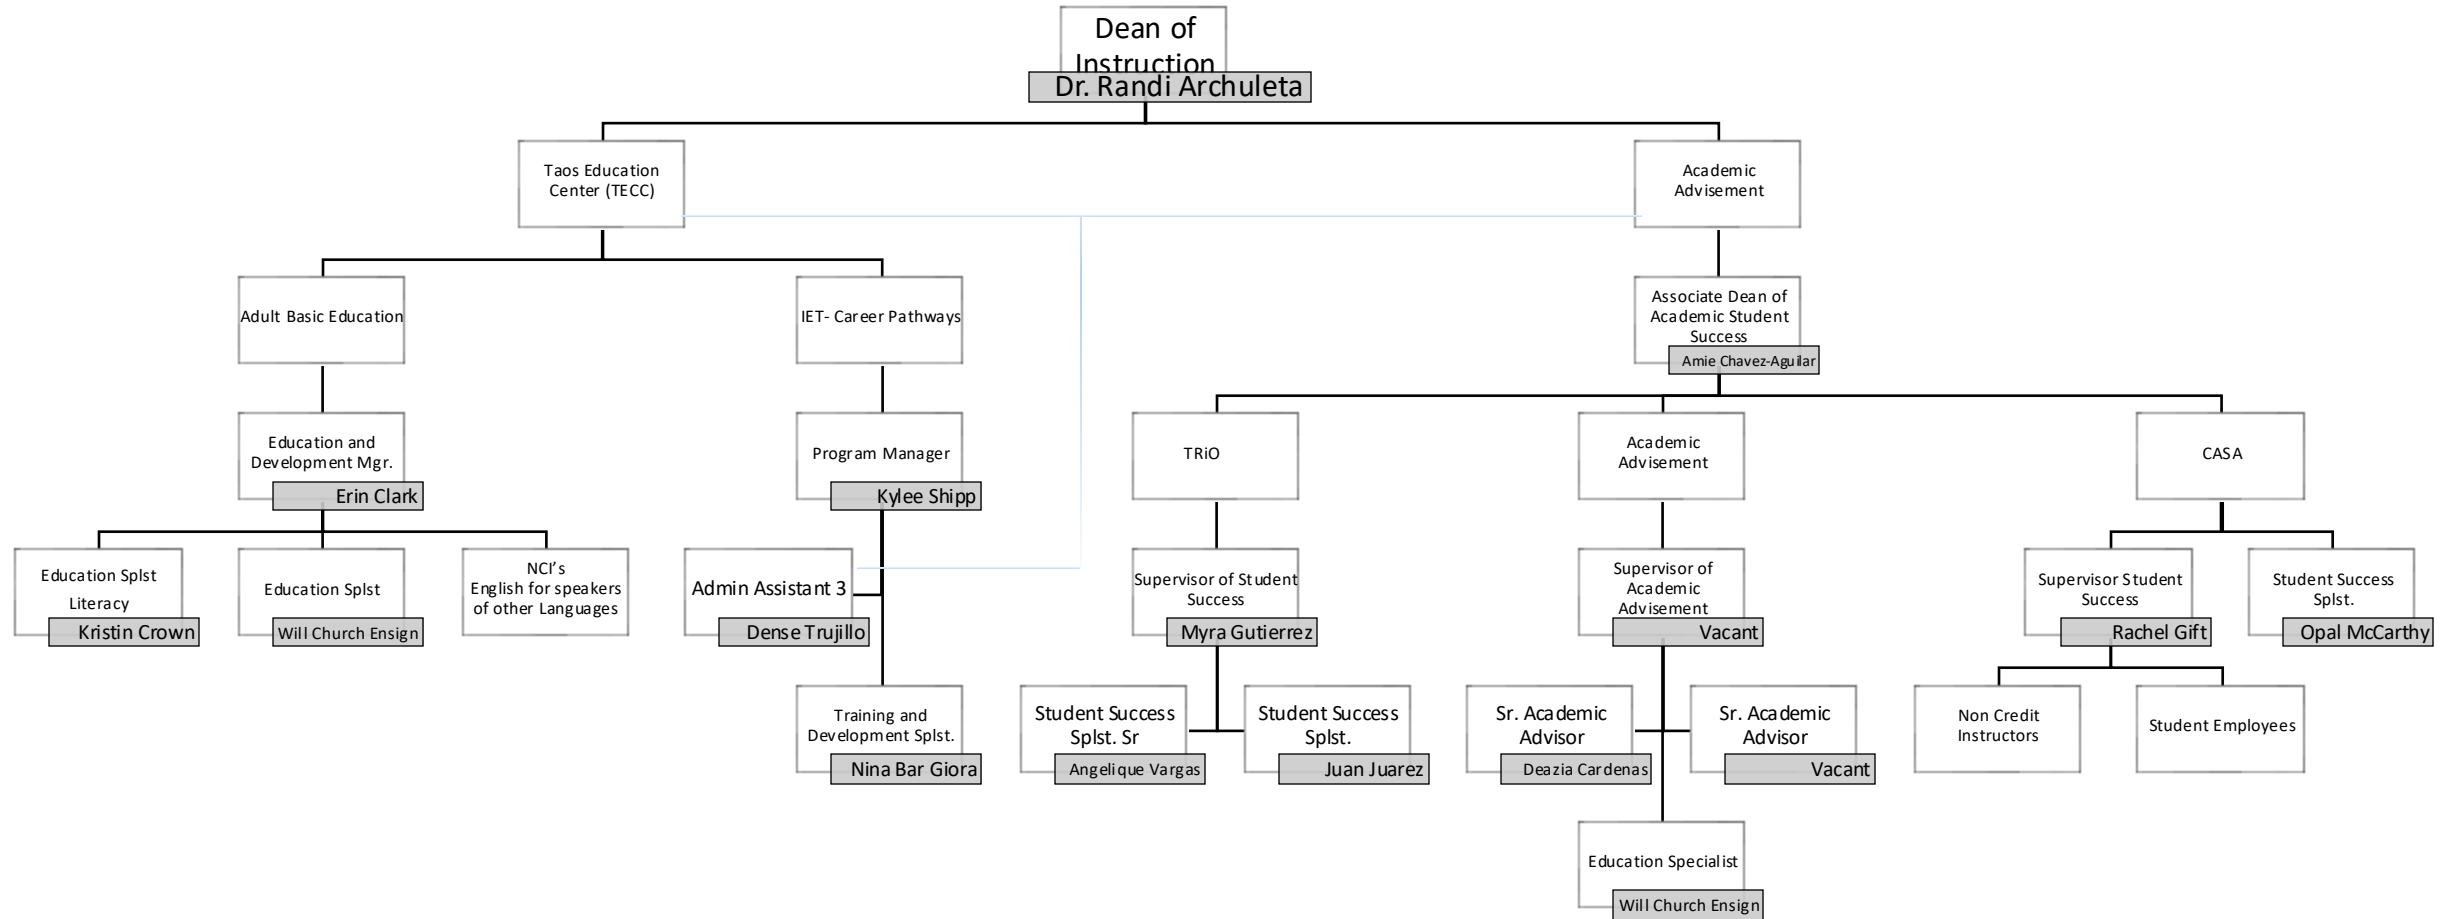 Dean of
Instruction
Dr. Randi Archuleta
Taos Education
Center (TECC)
Academic
Advisement
Adult Basic Education
IET- Career Pathways
Associate Dean of
Academic Student
Success
Amie Chavez-Aguilar
Education and
Development Mgr.
Erin Clark
Program Manager
Kylee Shipp
TRiO
Academic
Advisement
CASA
Education Splst
Literacy
Kristin Crown
Education Splst
Will Church Ensign
NCI’s
English for speakers
of other Languages
Admin Assistant 3
Dense Trujillo
Supervisor of Student
Success
Myra Gutierrez
Supervisor of
Academic
Advisement
Vacant
Supervisor Student
Success
Rachel Gift
Student Success
Splst.
Opal McCarthy
Training and
Development Splst.
Nina Bar Giora
Student Success
Splst. Sr
Angelique Vargas
Student Success
Splst.
Juan Juarez
Sr. Academic
Advisor
Deazia Cardenas
Sr. Academic
Advisor
Vacant
Non Credit
Instructors
Student Employees
Education Specialist
Will Church Ensign